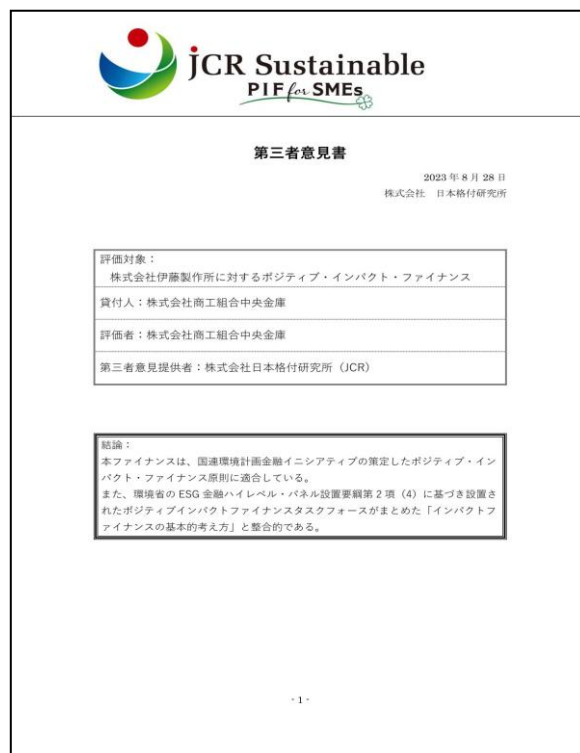 JCR Sustainable
PIF for SMEs
第三者意見書
2023年8月28日
株式会社 日本格付研究所
評価対象：
株式会社伊藤製作所に対するポジティブ・インパクト・ファイナンス
貸付人：株式会社商工組合中央金庫
評価者：株式会社商工組合中央金庫
第三者意見提供者：株式会社日本格付研究所（JCR）
結論：
本ファイナンスは、国連環境計画金融イニシアティブの策定したポジティブ・イン
パクト・ファイナンス原則に適合している。
また、環境省のESG金融ハイレベル・パネル設置要綱第2項（4）に基づき設置さ
れたポジティブインパクトファイナンスタスクフォースがまとめた「インパクトフ
ァイナンスの基本的考え方」と整合的である。
- 1 -